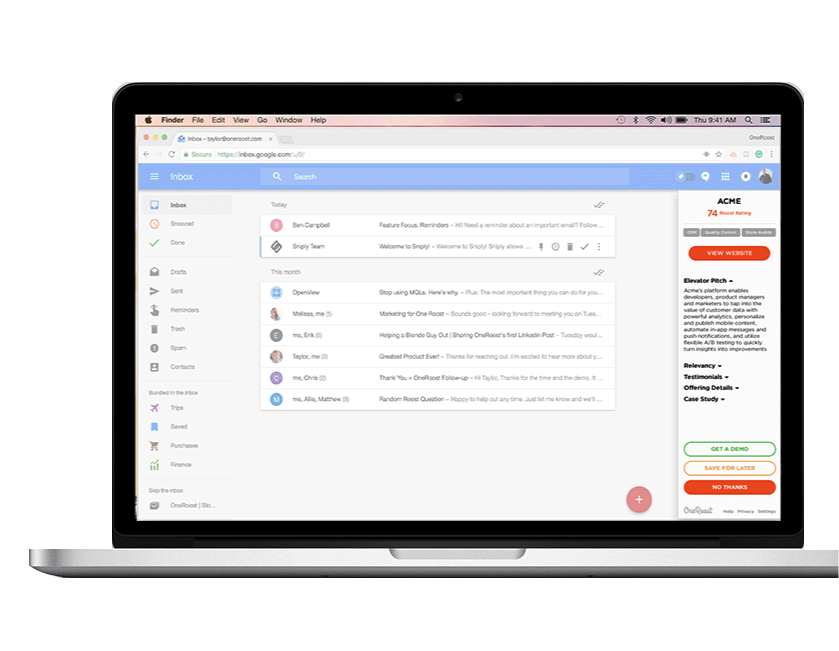 Finder File Edit View Go Window Help Thu 9:41 AM
Inbox – taylor@oneroost.com × OneRoost
Secure https://inbox.google.com/u/0/
Inbox Search
Inbox
Snoozed
Done
Drafts
Sent
Reminders
Trash
Spam
Contacts
Bundled in the inbox
Trips
Saved
Purchases
Finance
Skip the inbox
OneRoost | Bio...
Today
B Ben Campbell Feature Focus: Reminders – Hi! Need a reminder about an important email? Follow...
Sniply Team Welcome to Sniply! – Welcome to Sniply! Sniply allows ...
This month
OpenView Stop using MQLs. Here's why. – Plus: The most important thing you can do for you...
Melissa, me (5) Marketing for One Roost – Sounds good - looking forward to meeting you on Tues...
E me, Erik (5) Helping a Blonde Guy Out | Sharing OneRoost's first LinkedIn Post – Tuesday woul...
Taylor, me (2) Greatest Product Ever! – Thanks for reaching out. I'm excited to hear more about y...
C me, Chris (2) Thank You – OneRoost Follow-up – Hi Taylor, Thanks for the time and the demo. It ...
M me, Allie, Matthew (8) Random Roost Question – Happy to help out any time. Just let me know and we'll ...
ACME
74 Roost Rating
CRM Quality Control Store Audits
VIEW WEBSITE
Elevator Pitch
Acme's platform enables
developers, product managers
and marketers to tap into the
value of customer data with
powerful analytics, personalize
and publish mobile content,
automate in-app messages and
push notifications, and utilize
flexible A/B testing to quickly
turn insights into improvements
Relevancy
Testimonials
Offering Details
Case Study
GET A DEMO
SAVE FOR LATER
NO THANKS
OneRoost Help Privacy Settings